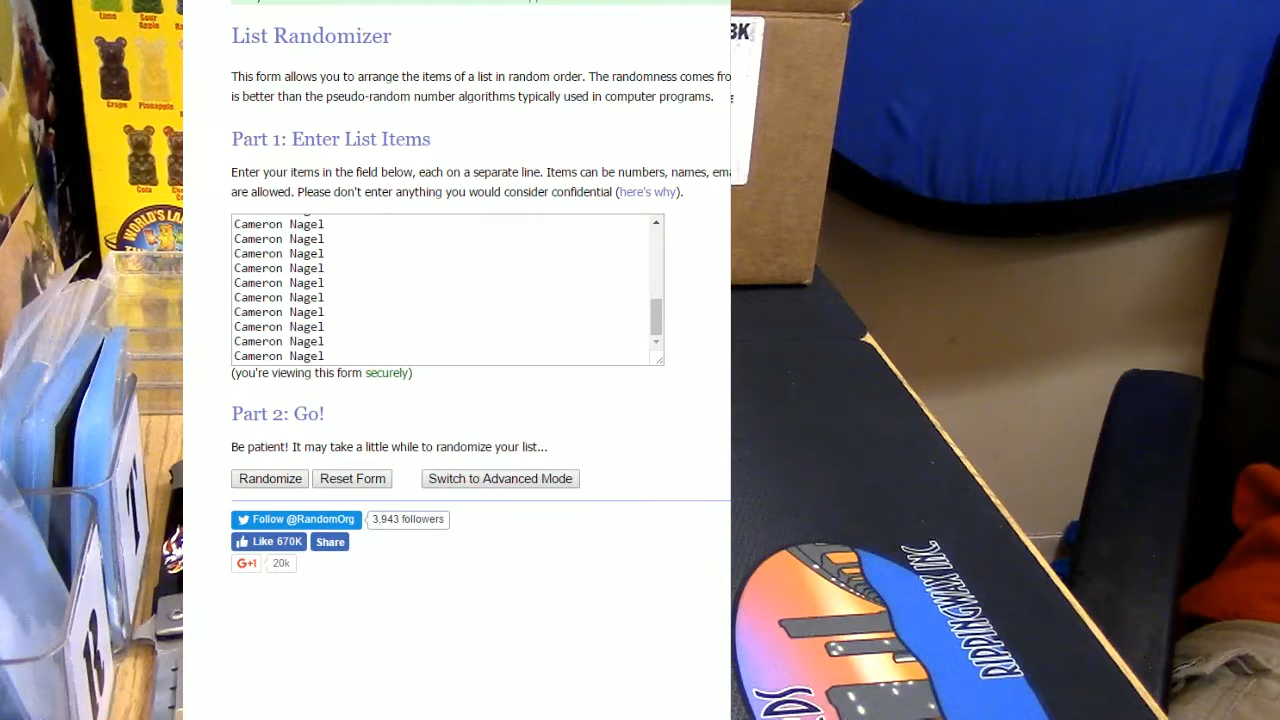 Lime
Sour
Apple
Grape
Pineapple
Cola
WORLD'S
List Randomizer
This form allows you to arrange the items of a list in random order. The randomness comes
is better than the pseudo-random number algorithms typically used in computer programs.
Part 1: Enter List Items
Enter your items in the field below, each on a separate line. Items can be numbers, names,
are allowed. Please don't enter anything you would consider confidential (here's why).
Cameron Nagel
Cameron Nagel
Cameron Nagel
Cameron Nagel
Cameron Nagel
Cameron Nagel
Cameron Nagel
Cameron Nagel
Cameron Nagel
Cameron Nagel
(you're viewing this form securely)
Part 2: Go!
Be patient! It may take a little while to randomize your list...
Randomize Reset Form Switch to Advanced Mode
Follow @RandomOrg 3,943 followers
Like 670K Share
G+1 20k
RIPPINGWAX INC.